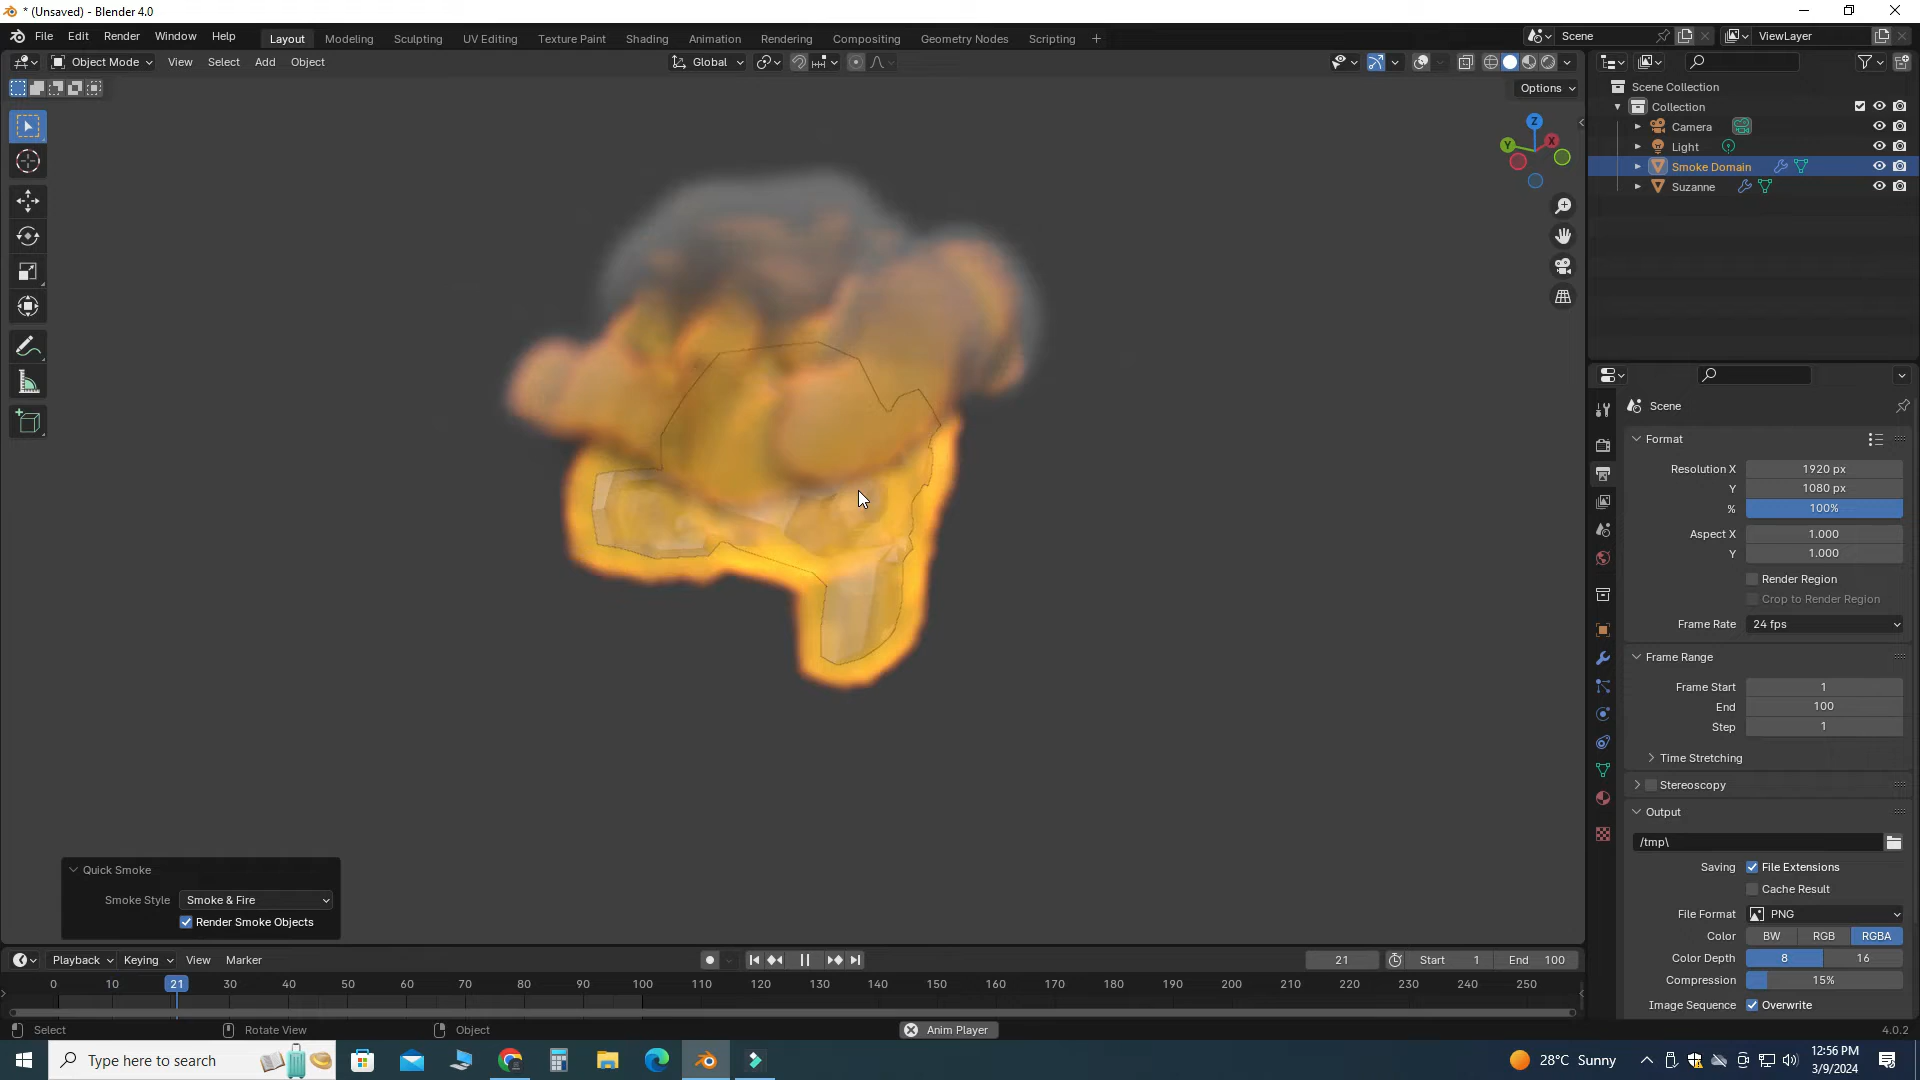 * (Unsaved) - Blender 4.0
File Edit Render Window Help
Layout Modeling Sculpting UV Editing Texture Paint Shading Animation Rendering Compositing Geometry Nodes Scripting +
Scene
ViewLayer
Object Mode View Select Add Object
Global
Options
Z
Y
X
Scene Collection
Collection
Camera
Light
Smoke Domain
Suzanne
Scene
Format
Resolution X 1920 px
Y 1080 px
% 100%
Aspect X 1.000
Y 1.000
Render Region
Crop to Render Region
Frame Rate 24 fps
Frame Range
Frame Start 1
End 100
Step 1
Time Stretching
Stereoscopy
Output
/tmp\
Saving File Extensions
Cache Result
File Format PNG
Color BW RGB RGBA
Color Depth 8 16
Compression 15%
Image Sequence Overwrite
Quick Smoke
Smoke Style Smoke & Fire
Render Smoke Objects
Playback Keying View Marker
21 Start 1 End 100
0 10 21 30 40 50 60 70 80 90 100 110 120 130 140 150 160 170 180 190 200 210 220 230 240 250
Select Rotate View Object Anim Player 4.0.2
Type here to search
28°C Sunny
12:56 PM
3/9/2024